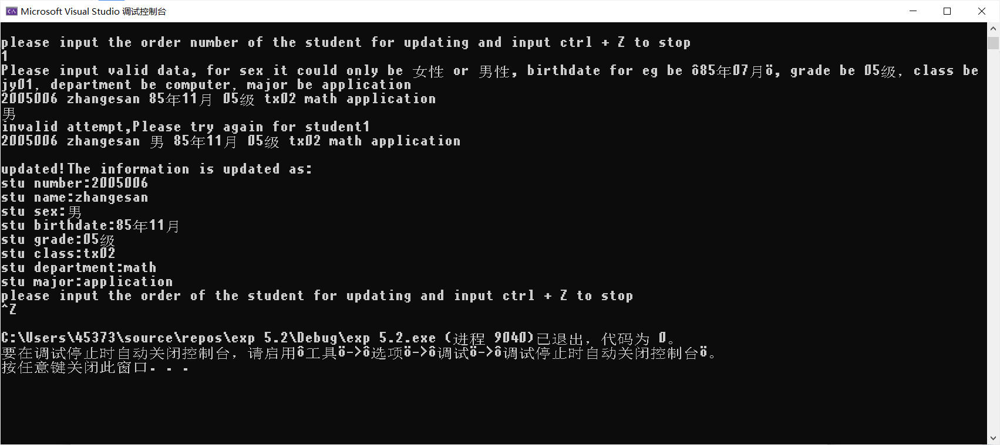 Microsoft Visual Studio 调试控制台
please input the order number of the student for updating and input ctrl + Z to stop
1
Please input valid data, for sex it could only be 女性 or 男性, birthdate for eg be ô85年07月ö, grade be 05级, class be
jy01, department be computer, major be application
2005006 zhangesan 85年11月 05级 tx02 math application
男
invalid attempt,Please try again for student1
2005006 zhangesan 男 85年11月 05级 tx02 math application
updated!The information is updated as:
stu number:2005006
stu name:zhangesan
stu sex:男
stu birthdate:85年11月
stu grade:05级
stu class:tx02
stu department:math
stu major:application
please input the order of the student for updating and input ctrl + Z to stop
^Z
C:\Users\45373\source\repos\exp 5.2\Debug\exp 5.2.exe (进程 9040)已退出，代码为 0。
要在调试停止时自动关闭控制台，请启用ô工具ö->ô选项ö->ô调试ö->ô调试停止时自动关闭控制台ö。
按任意键关闭此窗口. . .